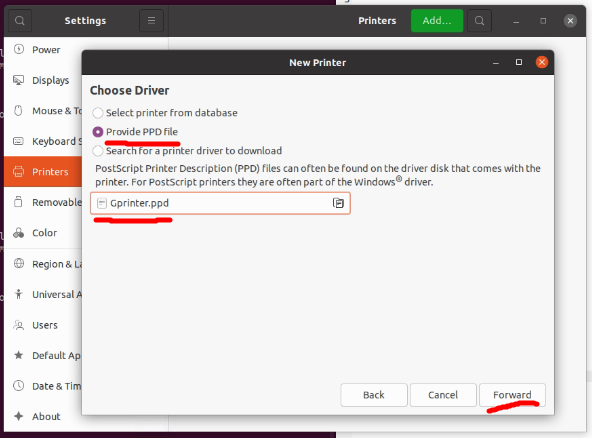 Settings
Printers
Add...
Power
Displays
Mouse & To
Keyboard S
Printers
Removable
Color
Region & La
Universal A
Users
Default Ap
Date & Tim
About
New Printer
Choose Driver
Select printer from database
Provide PPD file
Search for a printer driver to download
PostScript Printer Description (PPD) files can often be found on the driver disk that comes with the
printer. For PostScript printers they are often part of the Windows® driver.
Gprinter.ppd
Back
Cancel
Forward